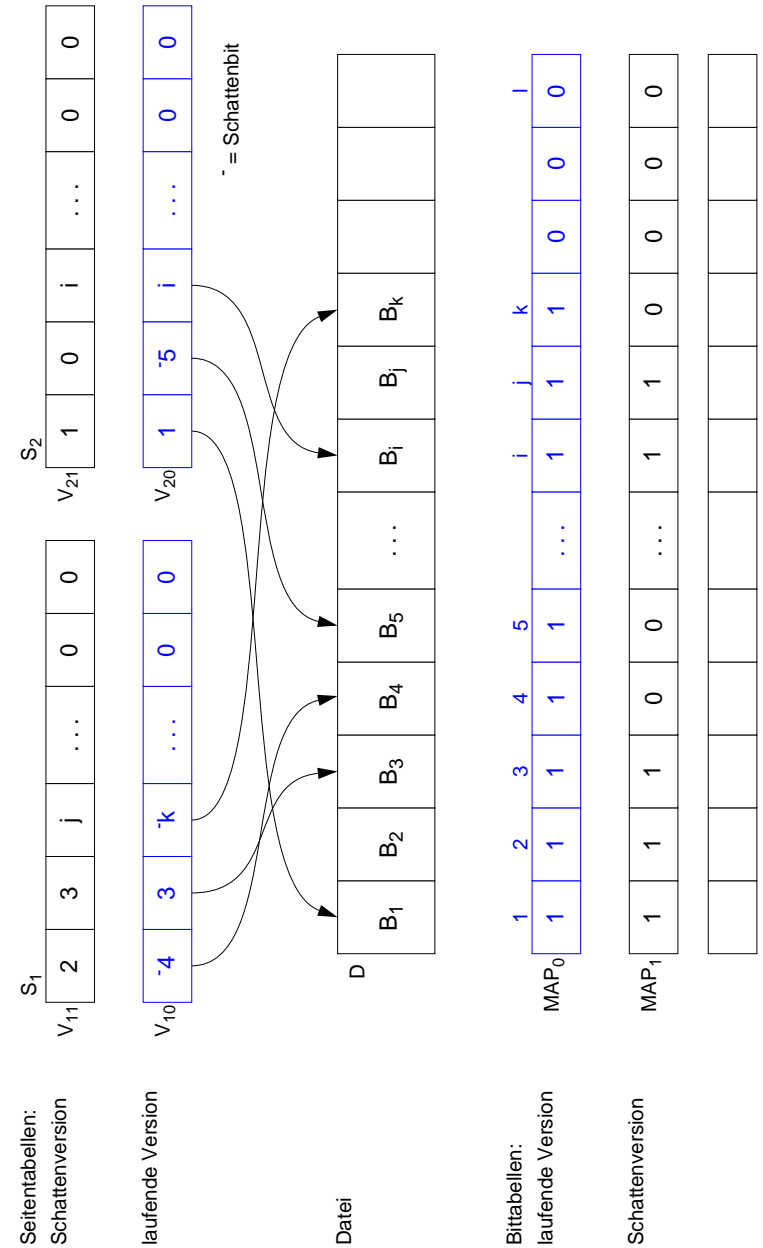 Seitentabellen:
S1 S2
Schattenversion V11 2 3 j . . . 0 0 V21 1 0 i . . . 0 0
laufende Version V10 -4 3 -k . . . 0 0 V20 1 -5 i . . . 0 0
- = Schattenbit
Datei D B1 B2 B3 B4 B5 . . . Bi Bj Bk
Bittabellen:
1 2 3 4 5 i j k l
laufende Version MAP0 1 1 1 1 1 . . . 1 1 1 0 0 0
Schattenversion MAP1 1 1 1 0 0 . . . 1 1 0 0 0 0